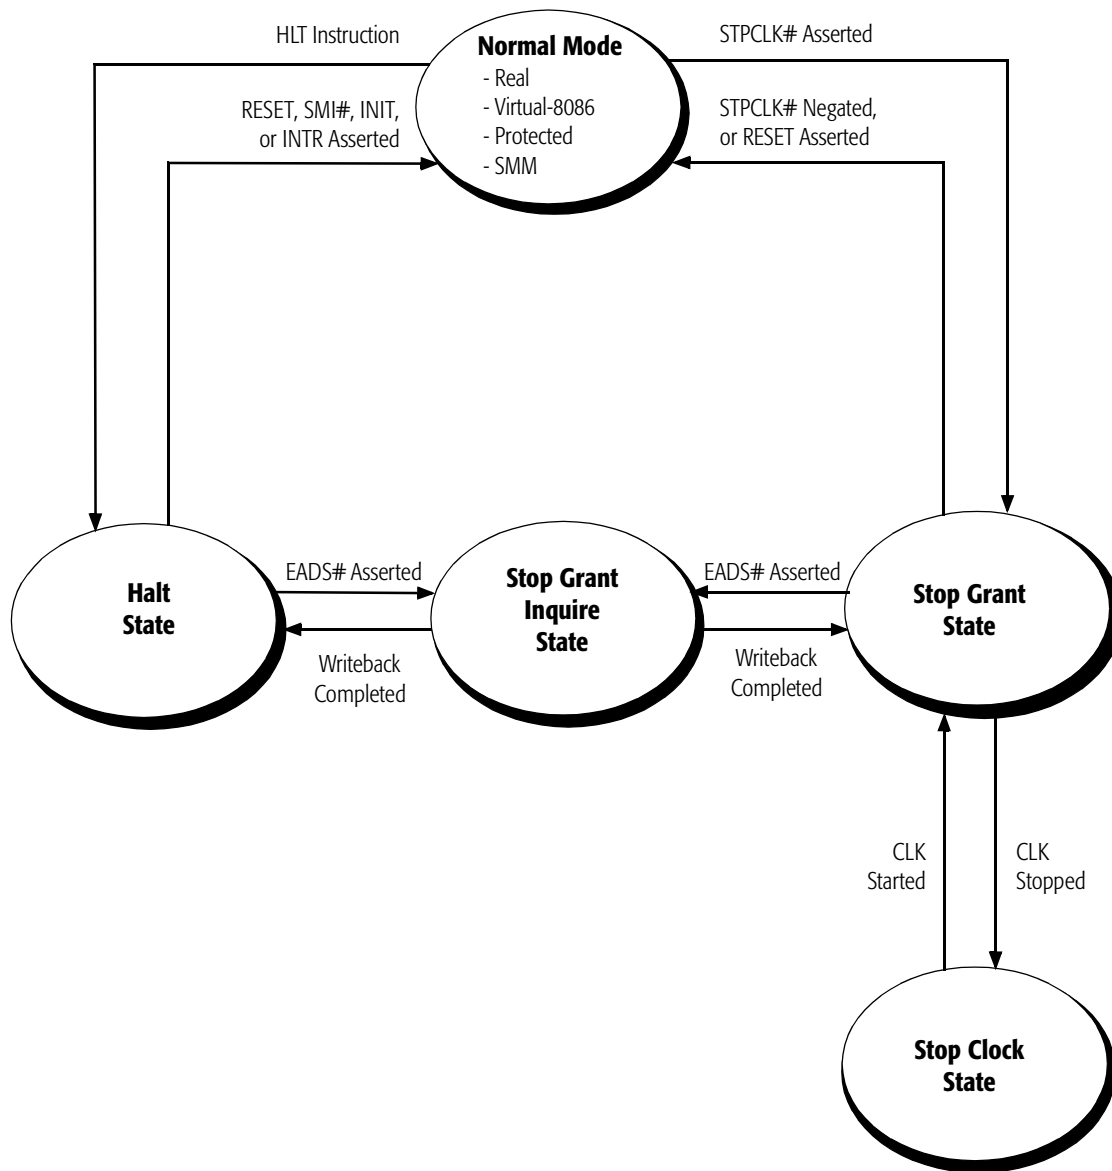 HLT Instruction
Normal Mode
- Real
- Virtual-8086
- Protected
- SMM
STPCLK# Asserted
RESET, SMI#, INIT,
or INTR Asserted
STPCLK# Negated,
or RESET Asserted
Halt
State
EADS# Asserted
Writeback
Completed
Stop Grant
Inquire
State
EADS# Asserted
Writeback
Completed
Stop Grant
State
CLK
Started
CLK
Stopped
Stop Clock
State